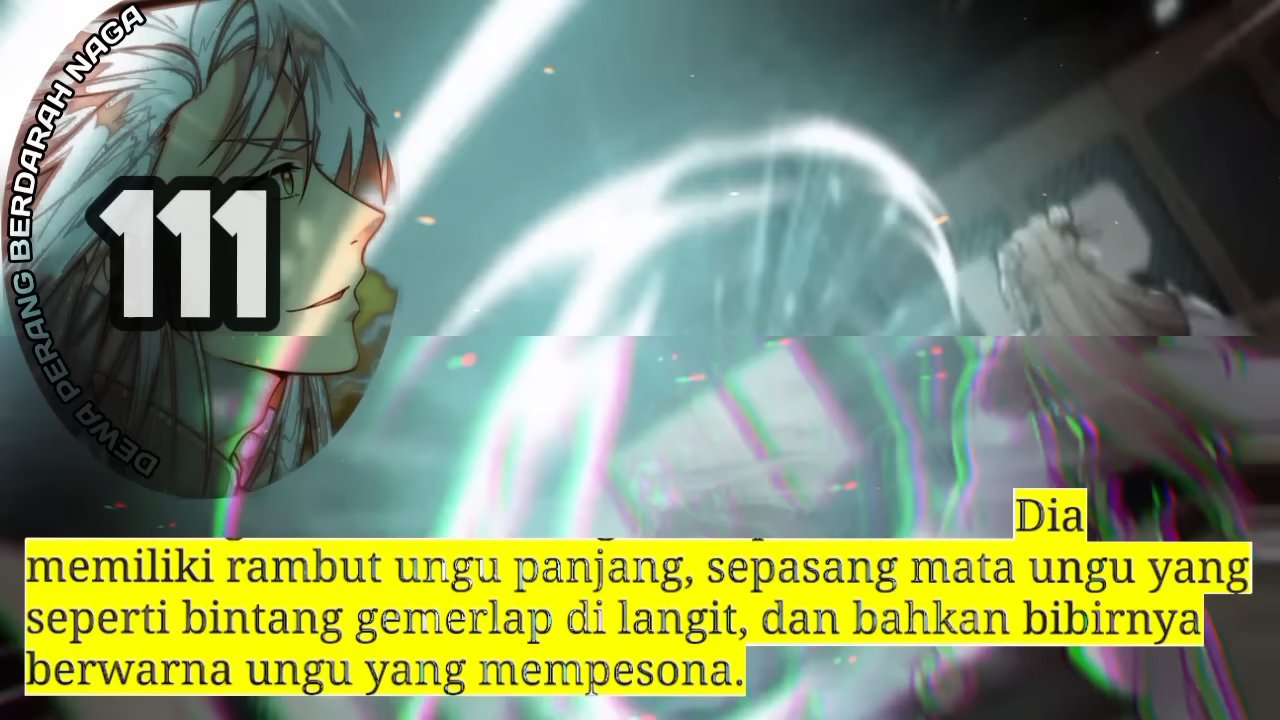 DEWA PERANG BERDARAH NAGA
111
Dia
memiliki rambut ungu panjang, sepasang mata ungu yang
seperti bintang gemerlap di langit, dan bahkan bibirnya
berwarna ungu yang mempesona.